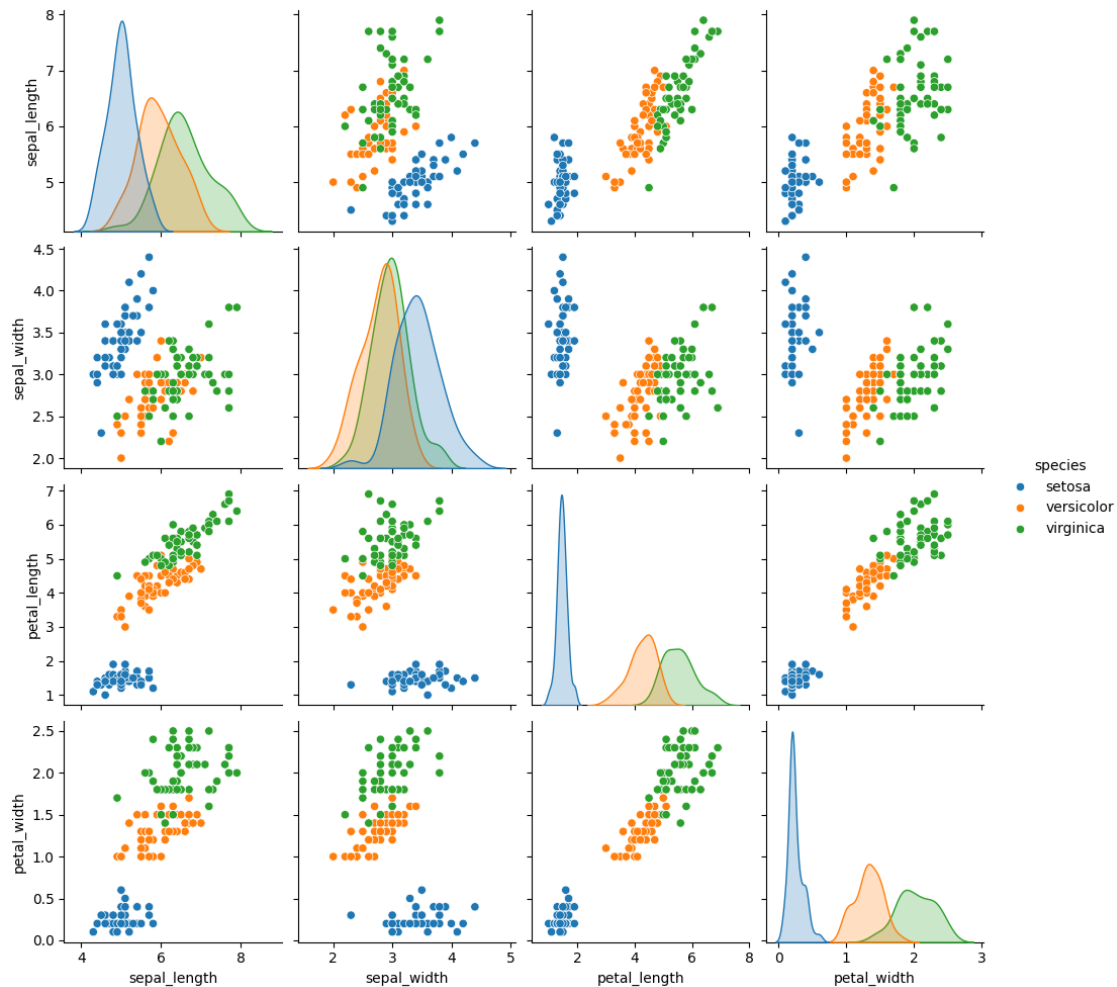 8
7
6
5
sepal_length
4.5
4.0
3.5
3.0
2.5
2.0
sepal_width
7
6
5
4
3
2
1
petal_length
species
setosa
versicolor
virginica
2.5
2.0
1.5
1.0
0.5
0.0
petal_width
4 6 8
sepal_length
2 3 4 5
sepal_width
2 4 6 8
petal_length
0 1 2 3
petal_width